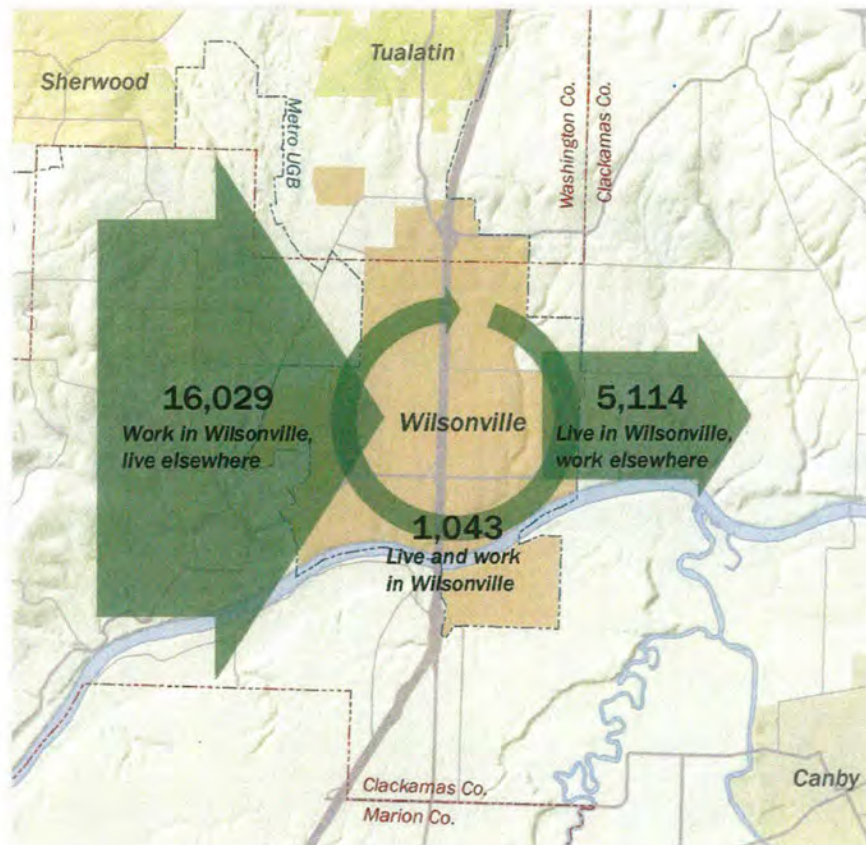 Tualatin
Sherwood
Metro UGB
Washington Co.
Clackamas Co.
16,029
Work in Wilsonville,
live elsewhere
Wilsonville
5,114
Live in Wilsonville,
work elsewhere
1,043
Live and work
in Wilsonville
Canby
Clackamas Co.
Marion Co.